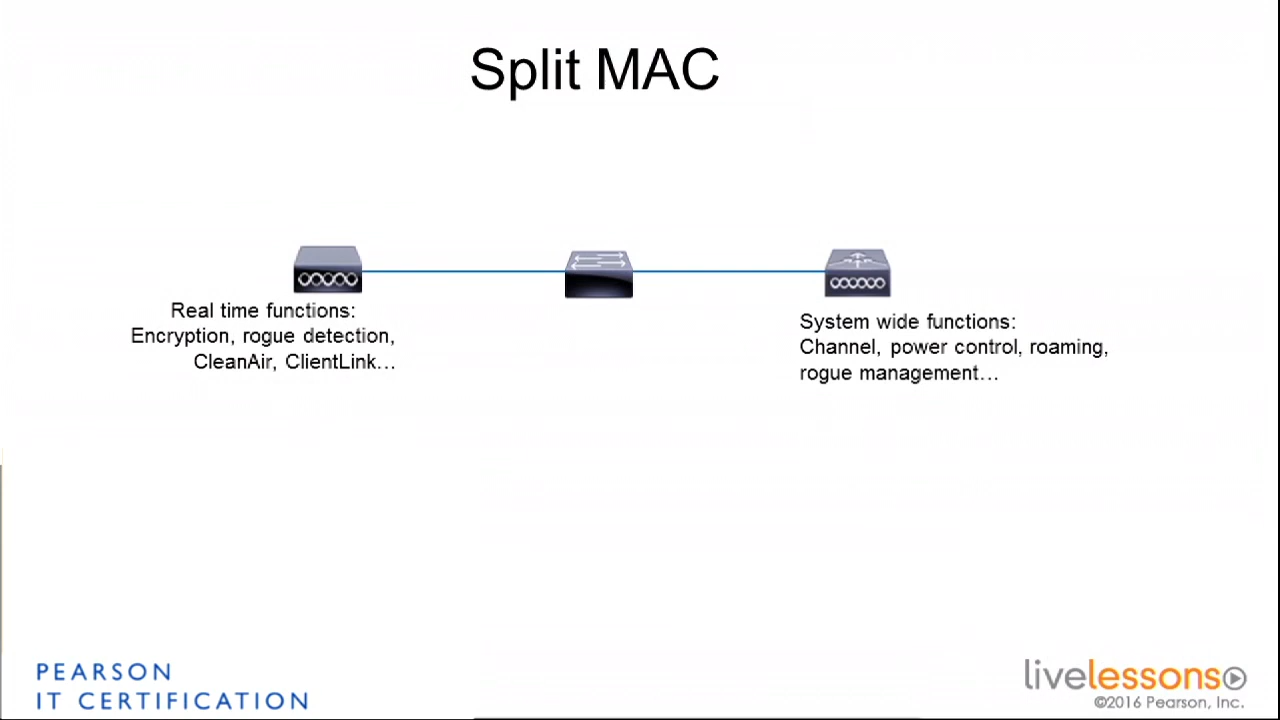 Split MAC
Real time functions:
Encryption, rogue detection,
CleanAir, ClientLink...
System wide functions:
Channel, power control, roaming,
rogue management...
PEARSON
IT CERTIFICATION
livelessons
©2016 Pearson, Inc.